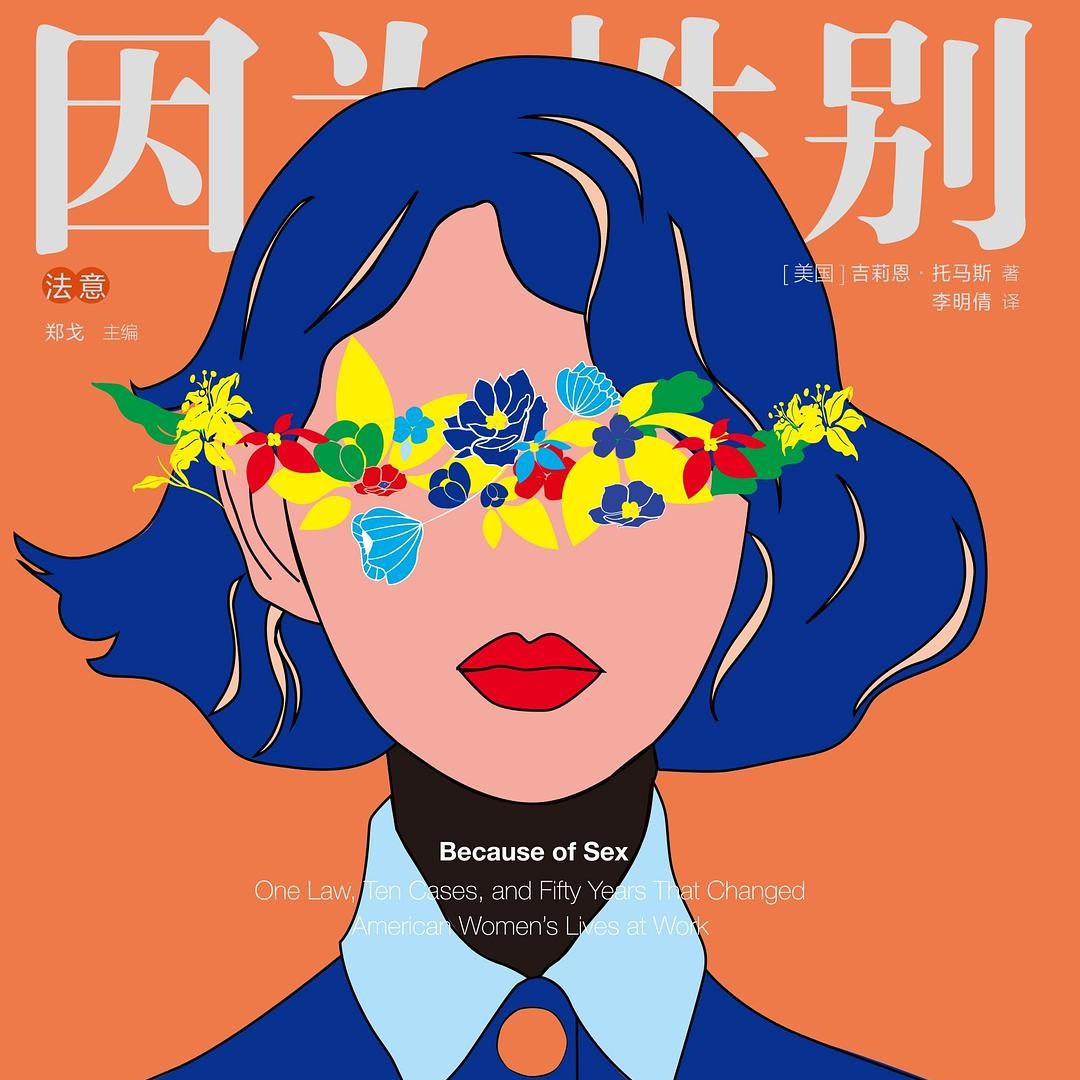 因为性别
法意
郑戈 主编
[美国]吉莉恩·托马斯 著
李明倩 译
Because of Sex
One Law, Ten Cases, and Fifty Years That Changed
American Women's Lives at Work